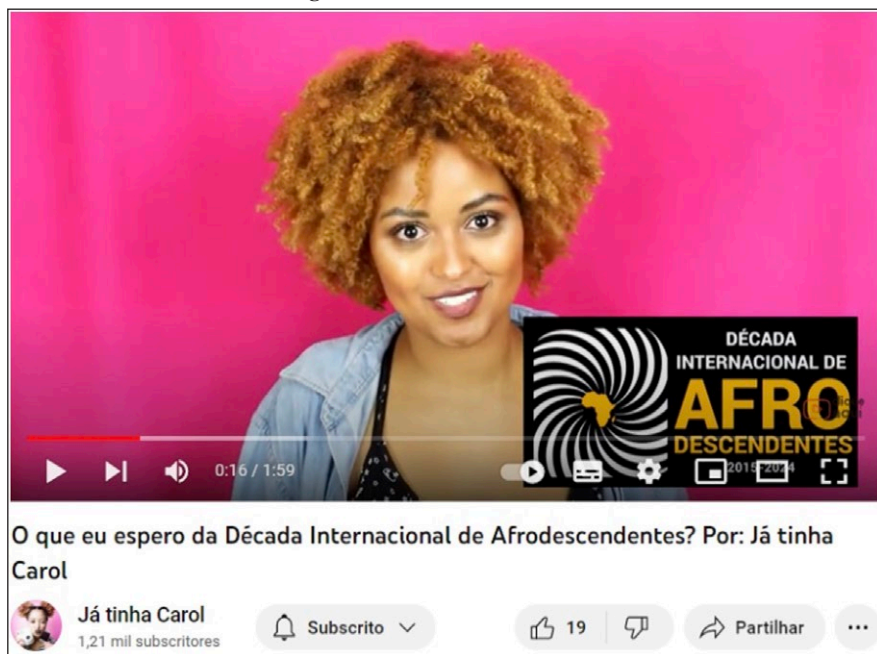 DÉCADA
INTERNACIONAL DE
AFRO
DESCENDENTES
2015-2024
0:16 / 1:59
O que eu espero da Década Internacional de Afrodescendentes? Por: Já tinha
Carol
Já tinha Carol
1,21 mil subscritores
Subscrito
19
Partilhar